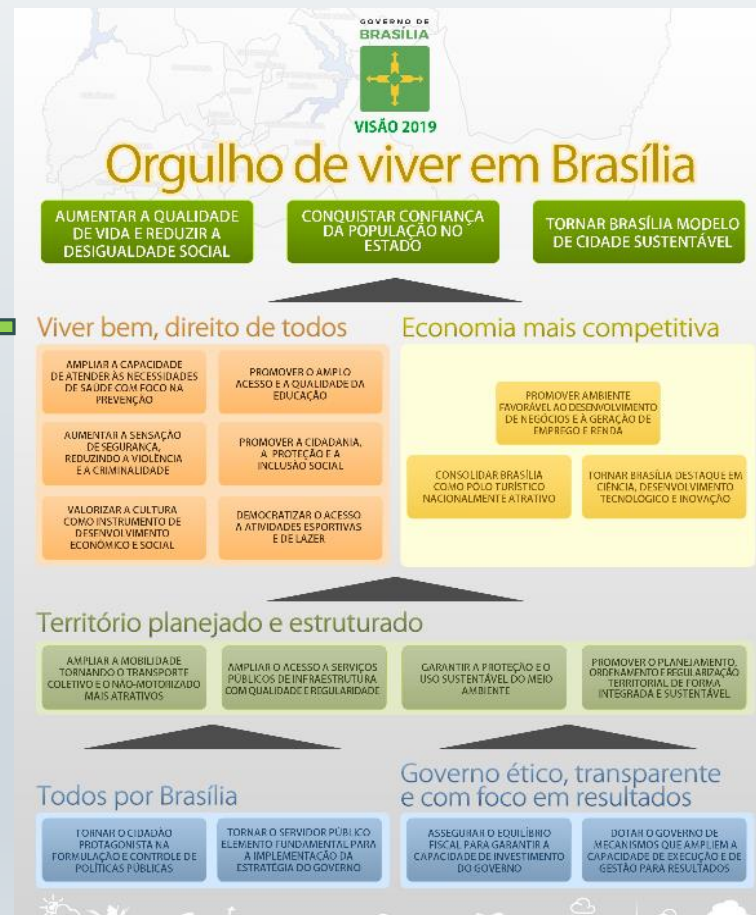 GOVERNO DE
BRASÍLIA
VISÃO 2019
Orgulho de viver em Brasília
AUMENTAR A QUALIDADE
DE VIDA E REDUZIR A
DESIGUALDADE SOCIAL
CONQUISTAR CONFIANÇA
DA POPULAÇÃO NO
ESTADO
TORNAR BRASÍLIA MODELO
DE CIDADE SUSTENTÁVEL
Viver bem, direito de todos
AMPLIAR A CAPACIDADE
DE ATENDER ÀS NECESSIDADES
DE SAÚDE COM FOCO NA
PREVENÇÃO
PROMOVER O AMPLO
ACESSO E A QUALIDADE DA
EDUCAÇÃO
AUMENTAR A SENSAÇÃO
DE SEGURANÇA,
REDUZINDO A VIOLÊNCIA
E A CRIMINALIDADE
PROMOVER A CIDADANIA,
A PROTEÇÃO E A
INCLUSÃO SOCIAL
VALORIZAR A CULTURA
COMO INSTRUMENTO DE
DESENVOLVIMENTO
ECONÔMICO E SOCIAL
DEMOCRATIZAR O ACESSO
A ATIVIDADES ESPORTIVAS
E DE LAZER
Economia mais competitiva
PROMOVER AMBIENTE
FAVORÁVEL AO DESENVOLVIMENTO
DE NEGÓCIOS E À GERAÇÃO DE
EMPREGO E RENDA
CONSOLIDAR BRASÍLIA
COMO PÓLO TURÍSTICO
NACIONALMENTE ATRATIVO
TORNAR BRASÍLIA DESTAQUE EM
CIÊNCIA, DESENVOLVIMENTO
TECNOLÓGICO E INOVAÇÃO
Território planejado e estruturado
AMPLIAR A MOBILIDADE
TORNANDO O TRANSPORTE
COLETIVO E O NÃO-MOTORIZADO
MAIS ATRATIVOS
AMPLIAR O ACESSO A SERVIÇOS
PÚBLICOS DE INFRAESTRUTURA
COM QUALIDADE E REGULARIDADE
GARANTIR A PROTEÇÃO E O
USO SUSTENTÁVEL DO MEIO
AMBIENTE
PROMOVER O PLANEJAMENTO,
ORDENAMENTO E REGULARIZAÇÃO
TERRITORIAL DE FORMA
INTEGRADA E SUSTENTÁVEL
Todos por Brasília
TORNAR O CIDADÃO
PROTAGONISTA NA
FORMULAÇÃO E CONTROLE DE
POLÍTICAS PÚBLICAS
TORNAR O SERVIDOR PÚBLICO
ELEMENTO FUNDAMENTAL PARA
A IMPLEMENTAÇÃO DA
ESTRATÉGIA DO GOVERNO
Governo ético, transparente
e com foco em resultados
ASSEGURAR O EQUILÍBRIO
FISCAL PARA GARANTIR A
CAPACIDADE DE INVESTIMENTO
DO GOVERNO
DOTAR O GOVERNO DE
MECANISMOS QUE AMPLIEM A
CAPACIDADE DE EXECUÇÃO E DE
GESTÃO PARA RESULTADOS